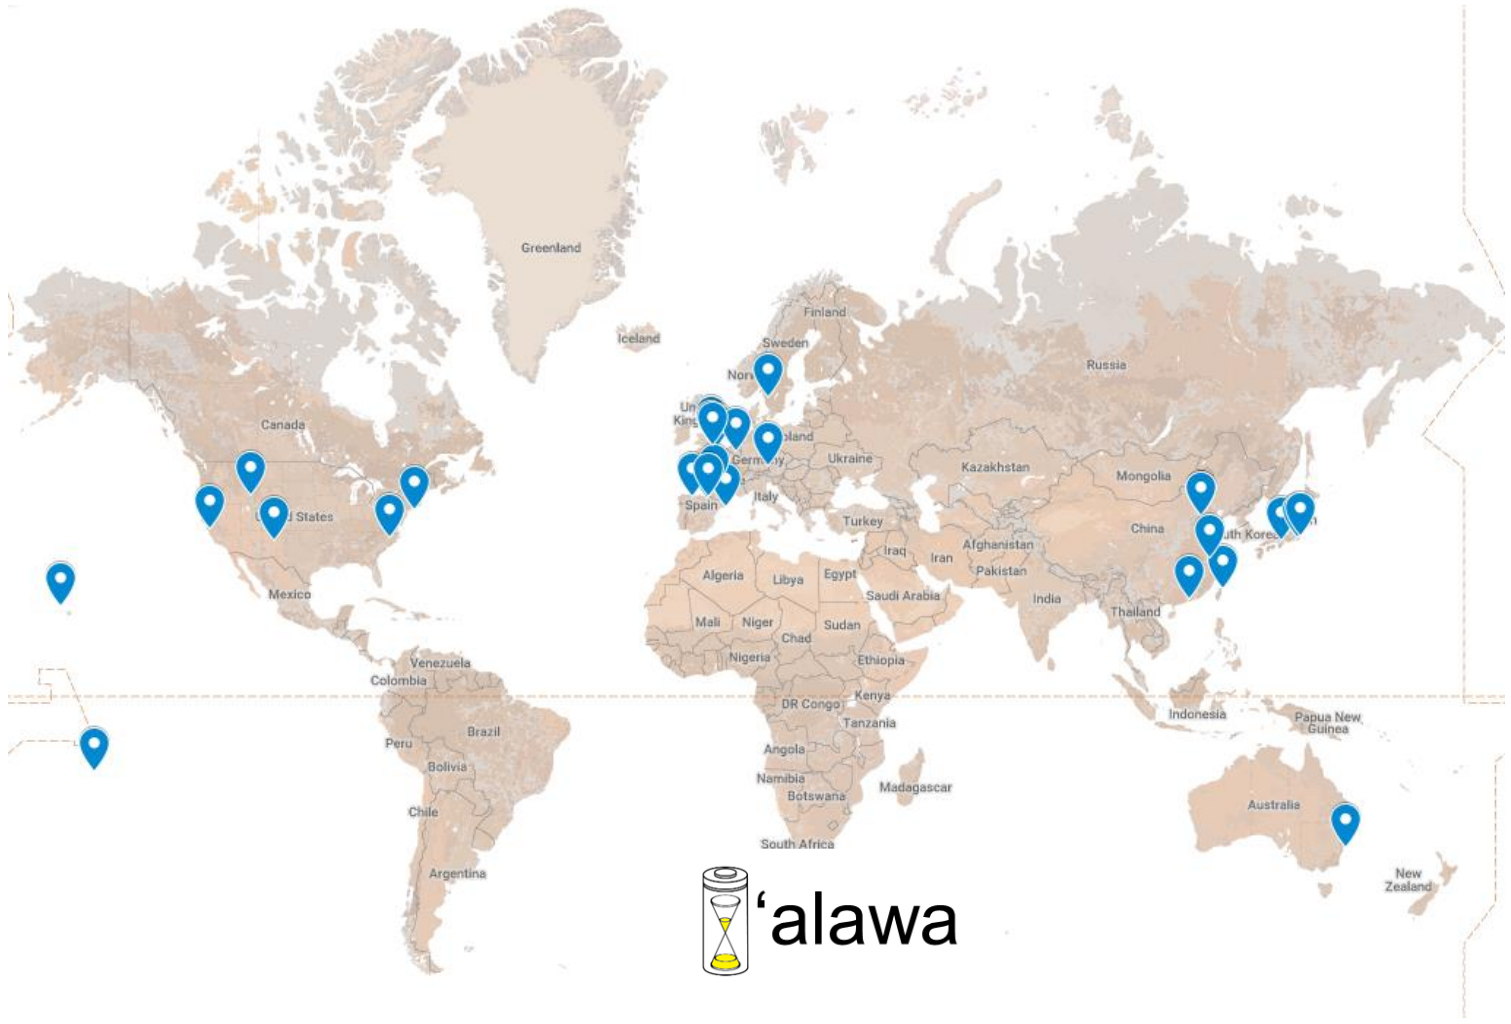 Greenland
Iceland
Finland
Sweden
Russia
Canada
Ukraine
Kazakhstan
Mongolia
Italy
Spain
China
Turkey
Afghanistan
Iraq
Iran
Pakistan
Algeria
Libya
Egypt
Saudi Arabia
India
Thailand
Mexico
Mali
Niger
Chad
Sudan
Nigeria
Ethiopia
Venezuela
Colombia
DR Congo
Kenya
Tanzania
Indonesia
Papua New
Guinea
Peru
Brazil
Bolivia
Angola
Namibia
Botswana
Madagascar
Australia
Chile
South Africa
Argentina
New
Zealand
‘alawa